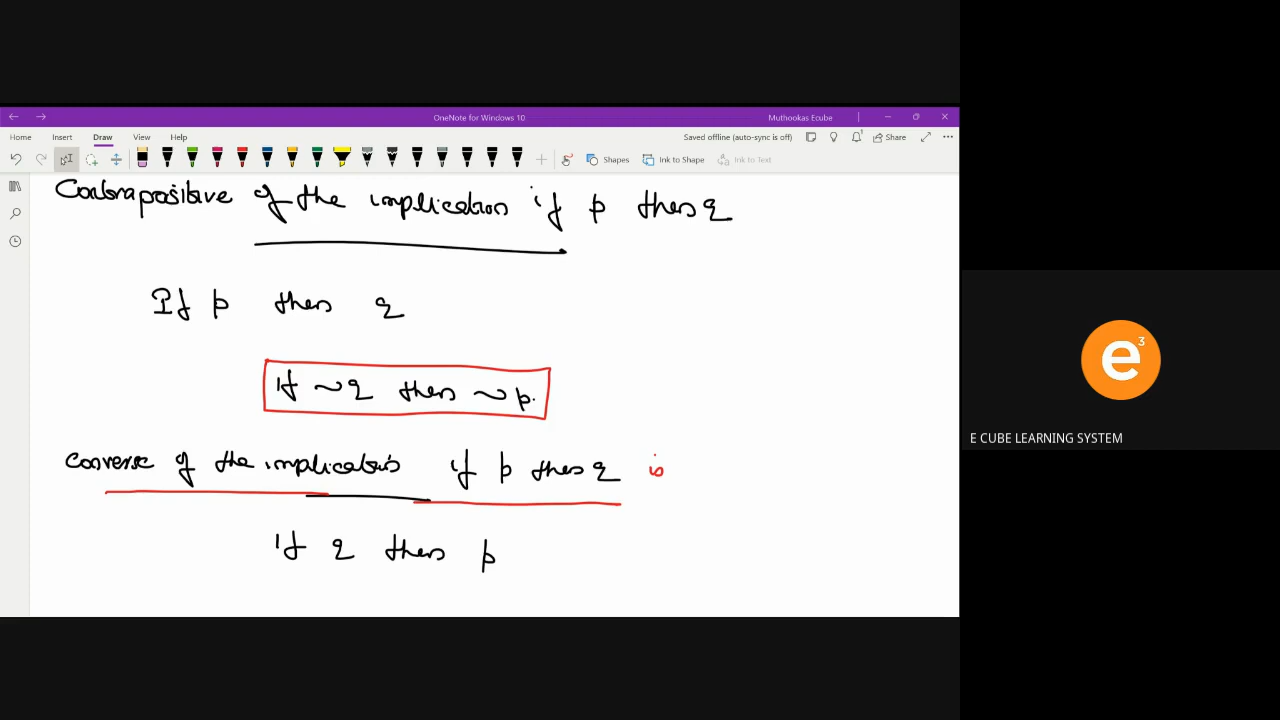 OneNote for Windows 10
Muthookas Ecube
Home Insert Draw View Help
Saved offline (auto-sync is off)
Share
Shapes
Ink to Shape
Ink to Text
Contrapositive of the implication if p then q
If p then q
If ~q then ~p.
Converse of the implication if p then q is
If q then p
e3
E CUBE LEARNING SYSTEM